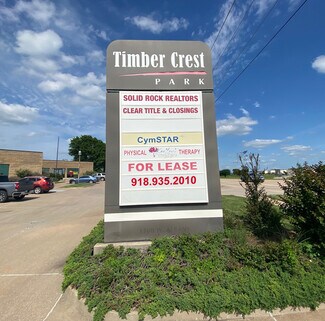 Timber Crest
PARK
SOLID ROCK REALTORS
CLEAR TITLE & CLOSINGS
CymSTAR
PHYSICAL THERAPY
FOR LEASE
918.935.2010